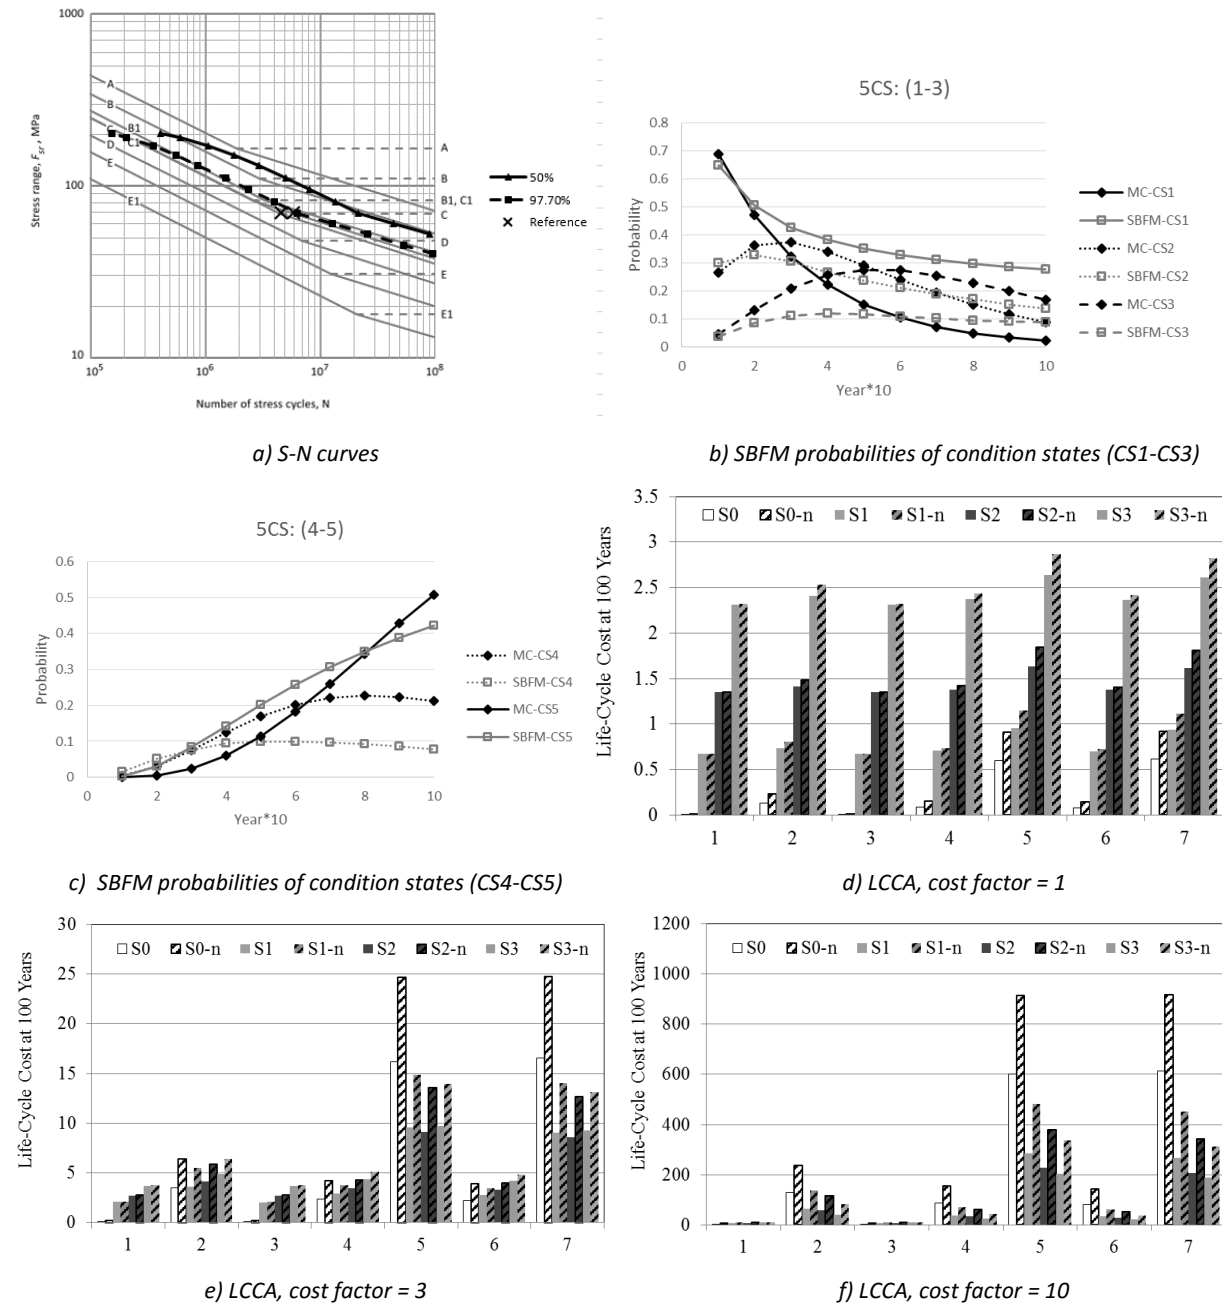 1000
100
10
Stress range, Fsr , MPa
A
B
C
B1
C1
D
E
E1
A
B
B1, C1
C
D
E
E1
10^5
10^6
10^7
10^8
Number of stress cycles, N
50%
97.70%
Reference
a) S-N curves
5CS: (1-3)
0.8
0.7
0.6
0.5
0.4
0.3
0.2
0.1
0
Probability
0 2 4 6 8 10
Year*10
MC-CS1
SBFM-CS1
MC-CS2
SBFM-CS2
MC-CS3
SBFM-CS3
b) SBFM probabilities of condition states (CS1-CS3)
5CS: (4-5)
0.6
0.5
0.4
0.3
0.2
0.1
0
Probability
0 2 4 6 8 10
Year*10
MC-CS4
SBFM-CS4
MC-CS5
SBFM-CS5
c) SBFM probabilities of condition states (CS4-CS5)
S0 S0-n S1 S1-n S2 S2-n S3 S3-n
3.5
3
2.5
2
1.5
1
0.5
0
Life-Cycle Cost at 100 Years
1 2 3 4 5 6 7
d) LCCA, cost factor = 1
S0 S0-n S1 S1-n S2 S2-n S3 S3-n
30
25
20
15
10
5
0
Life-Cycle Cost at 100 Years
1 2 3 4 5 6 7
e) LCCA, cost factor = 3
S0 S0-n S1 S1-n S2 S2-n S3 S3-n
1200
1000
800
600
400
200
0
Life-Cycle Cost at 100 Years
1 2 3 4 5 6 7
f) LCCA, cost factor = 10